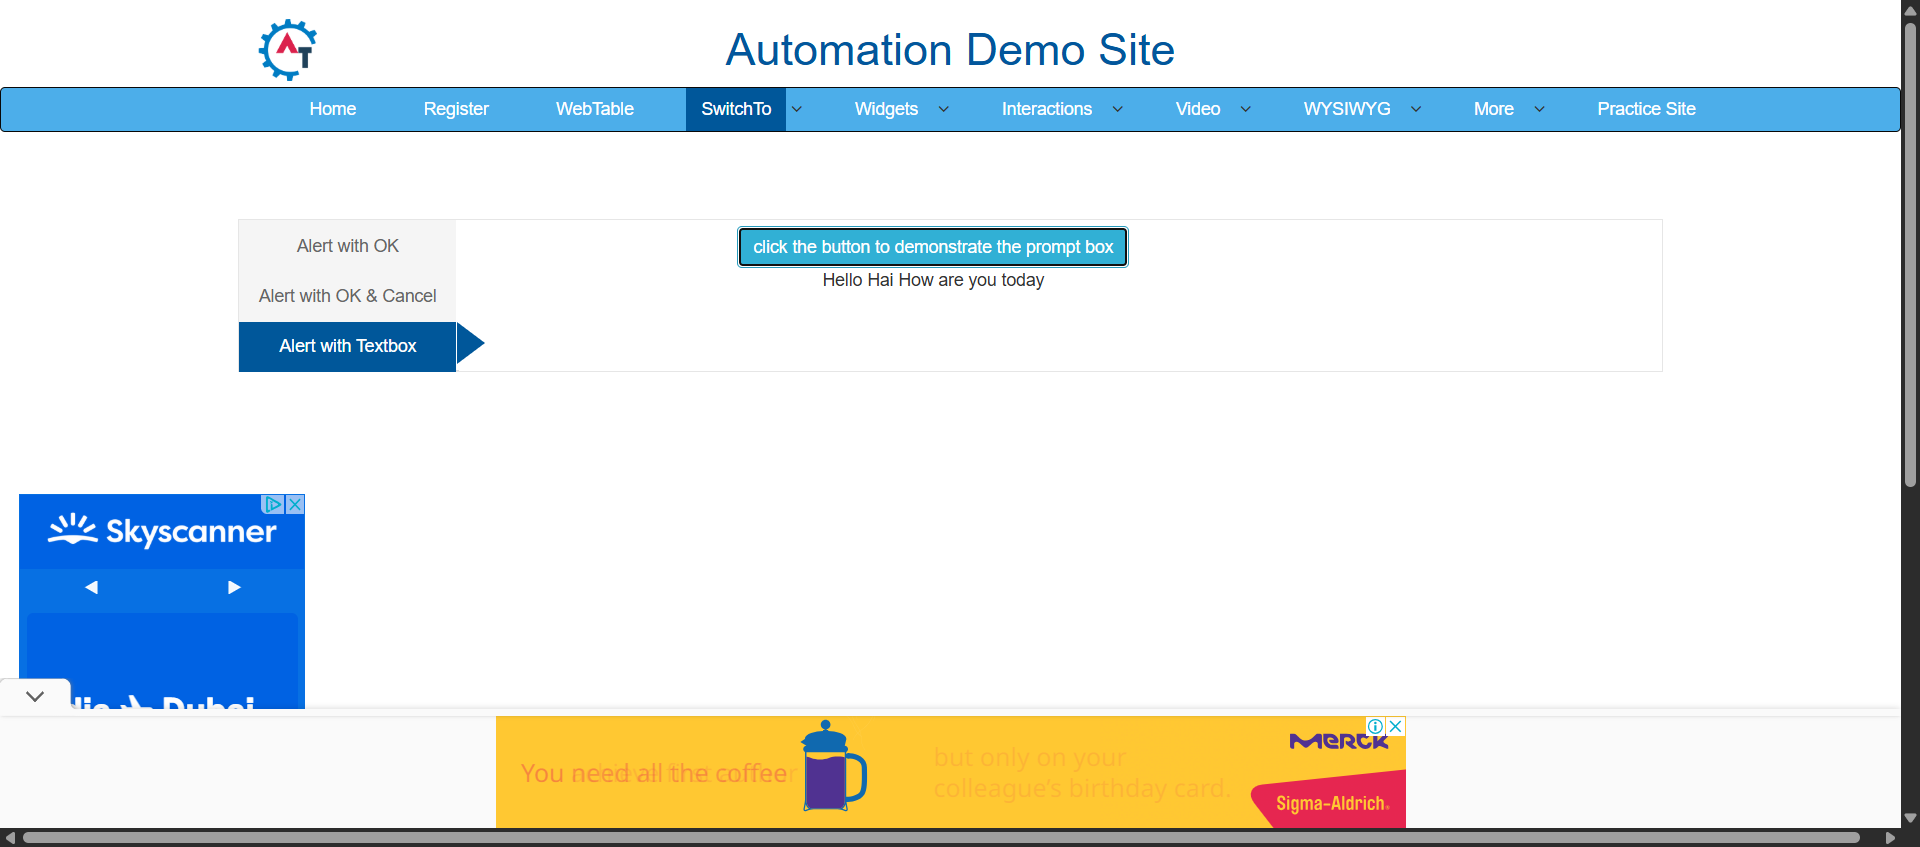 AT
Automation Demo Site
Home Register WebTable SwitchTo Widgets Interactions Video WYSIWYG More Practice Site
Alert with OK
Alert with OK & Cancel
Alert with Textbox
click the button to demonstrate the prompt box
Hello Hai How are you today
Skyscanner
Dubai
You need all the coffee
but only on your
colleague's birthday card.
MERCK
Sigma-Aldrich®